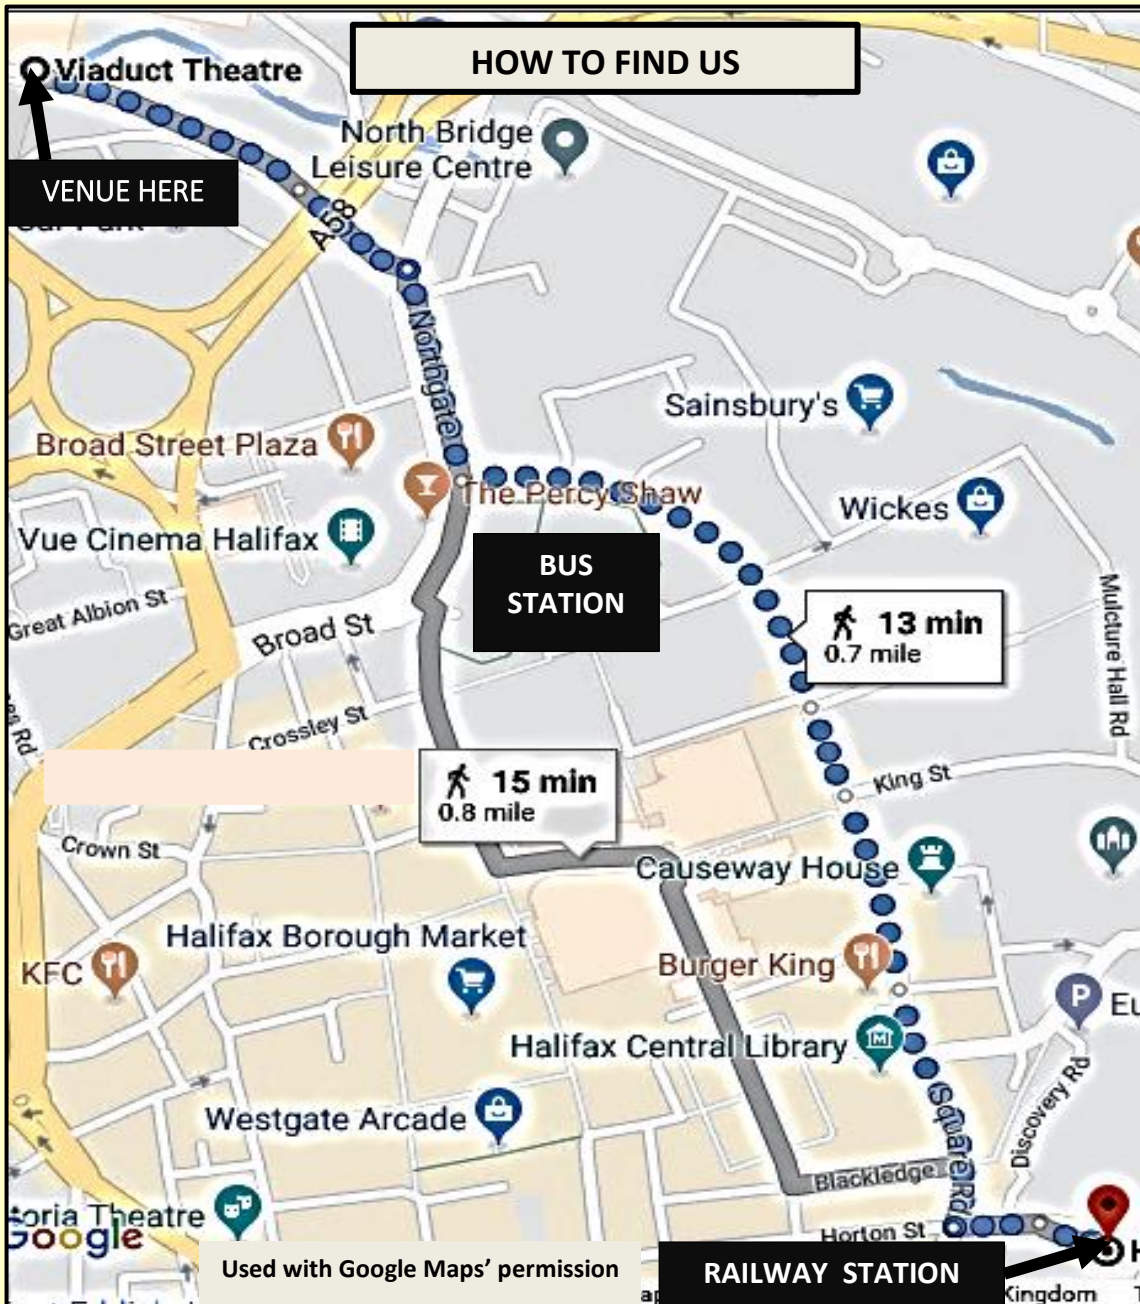 HOW TO FIND US
Viaduct Theatre
North Bridge
Leisure Centre
VENUE HERE
A58
Northgate
Sainsbury's
Broad Street Plaza
The Percy Shaw
Wickes
Vue Cinema Halifax
BUS
STATION
Great Albion St
Broad St
13 min
0.7 mile
Mulcture Hall Rd
Crossley St
15 min
0.8 mile
King St
Crown St
Causeway House
Halifax Borough Market
KFC
Burger King
P
Eu
Halifax Central Library
Discovery Rd
Westgate Arcade
Square Rd
Blackledge
toria Theatre
Horton St
Google
H
Used with Google Maps' permission
RAILWAY STATION
Kingdom